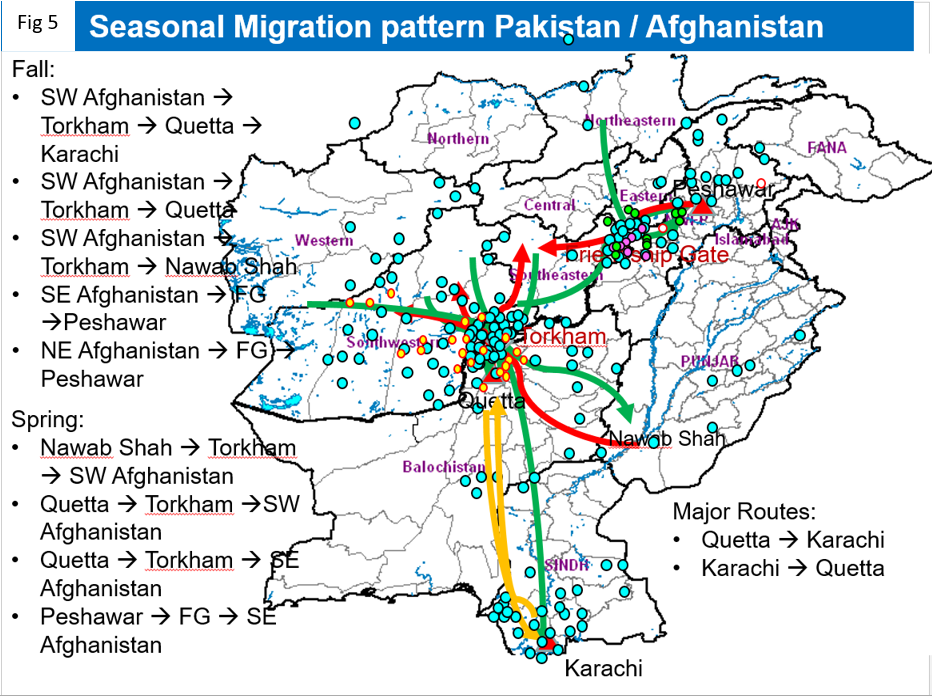 Fig 5
Seasonal Migration pattern Pakistan / Afghanistan
Fall:
• SW Afghanistan →
Torkham → Quetta →
Karachi
• SW Afghanistan →
Torkham → Quetta
• SW Afghanistan →
Torkham → Nawab Shah
• SE Afghanistan → FG
→Peshawar
• NE Afghanistan → FG →
Peshawar
Spring:
• Nawab Shah → Torkham
→ SW Afghanistan
• Quetta → Torkham →SW
Afghanistan
• Quetta → Torkham → SE
Afghanistan
• Peshawar → FG → SE
Afghanistan
Northern
Northeastern
FANA
Eastern
Peshawar
Central
AJK
Islamabad
Western
Gate
Southeastern
Torkham
Southwestern
PUNJAB
Quetta
Nawab Shah
Balochistan
SINDH
Karachi
Major Routes:
• Quetta → Karachi
• Karachi → Quetta